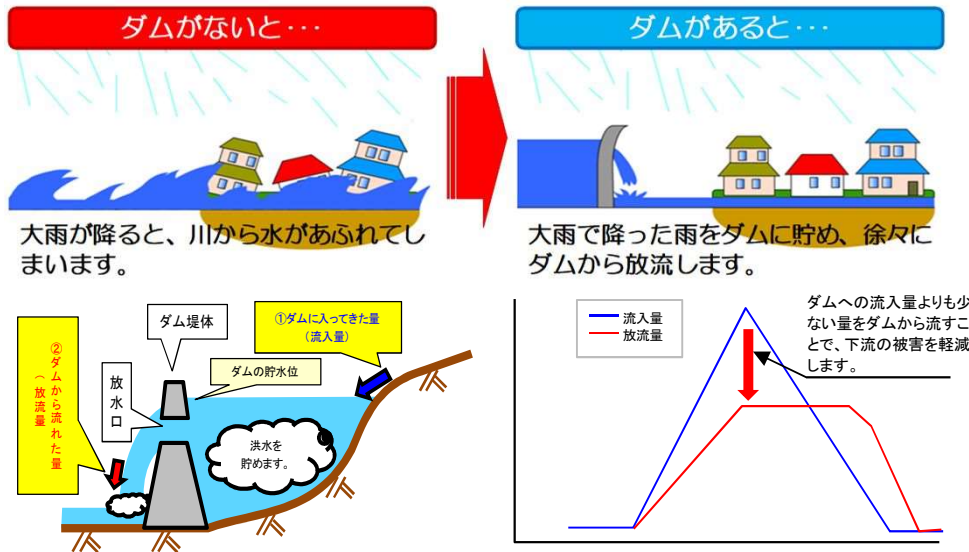 ダムがないと･･･
ダムがあると･･･
大雨が降ると、川から水があふれてし
まいます。
大雨で降った雨をダムに貯め、徐々に
ダムから放流します。
②ダムから流れた量
（放流量
放水口
ダム堤体
①ダムに入ってきた量
(流入量)
ダムの貯水位
洪水を
貯めます。
流入量
放流量
ダムへの流入量よりも少
ない量をダムから流すこ
とで、下流の被害を軽減
します。